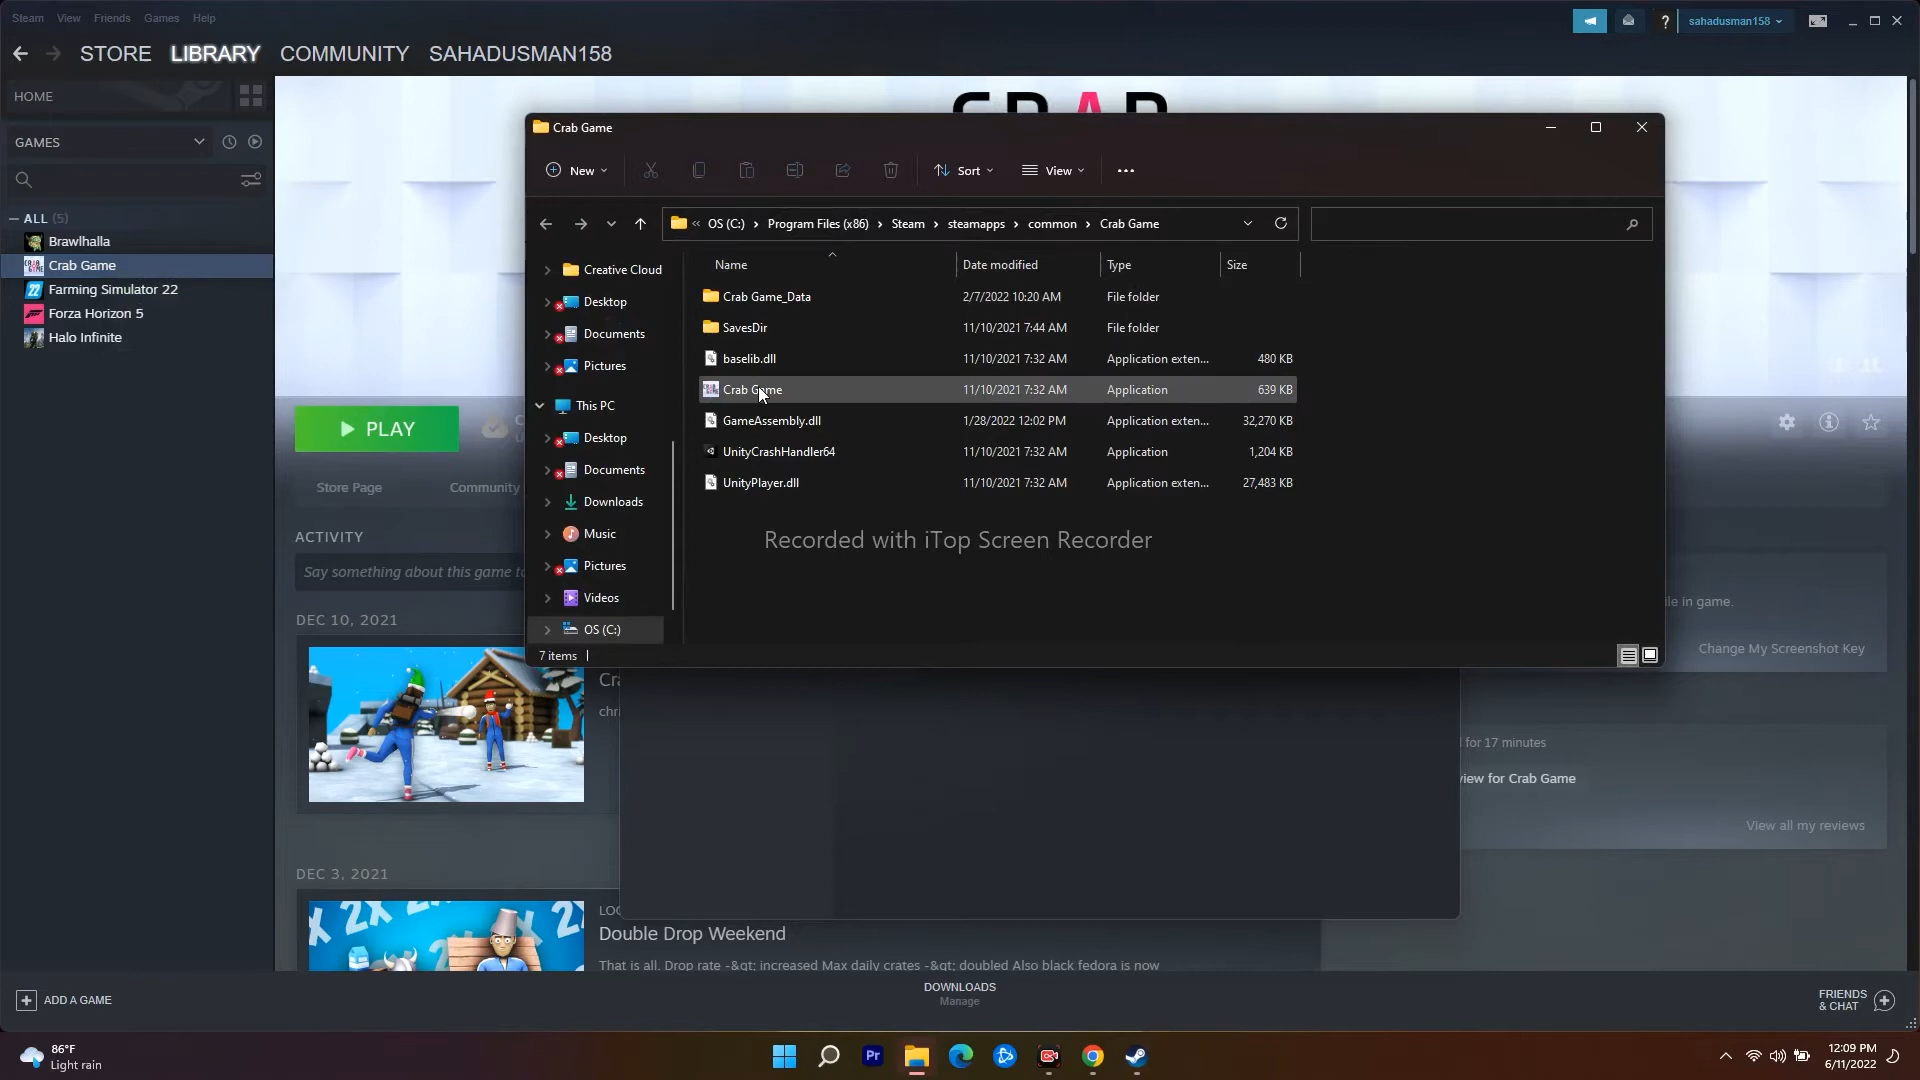 Steam View Friends Games Help
? sahadusman158
STORE LIBRARY COMMUNITY SAHADUSMAN158
HOME
GAMES
ALL (5)
Brawlhalla
Crab Game
Farming Simulator 22
Forza Horizon 5
Halo Infinite
CRAB
Crab Game
New Sort View
OS (C:) Program Files (x86) Steam steamapps common Crab Game
Creative Cloud
Desktop
Documents
Pictures
This PC
Desktop
Documents
Downloads
Music
Pictures
Videos
OS (C:)
Name Date modified Type Size
Crab Game_Data 2/7/2022 10:20 AM File folder
SavesDir 11/10/2021 7:44 AM File folder
baselib.dll 11/10/2021 7:32 AM Application exten... 480 KB
Crab Game 11/10/2021 7:32 AM Application 639 KB
GameAssembly.dll 1/28/2022 12:02 PM Application exten... 32,270 KB
UnityCrashHandler64 11/10/2021 7:32 AM Application 1,204 KB
UnityPlayer.dll 11/10/2021 7:32 AM Application exten... 27,483 KB
Recorded with iTop Screen Recorder
7 items
PLAY
Store Page Community
ACTIVITY
Say something about this game to
DEC 10, 2021
in game.
Change My Screenshot Key
for 17 minutes
view for Crab Game
View all my reviews
DEC 3, 2021
2X 2X
Double Drop Weekend
That is all. Drop rate -&gt; increased Max daily crates -&gt; doubled Also black fedora is now
ADD A GAME
DOWNLOADS
Manage
FRIENDS
& CHAT
86°F
Light rain
Pr
12:09 PM
6/11/2022